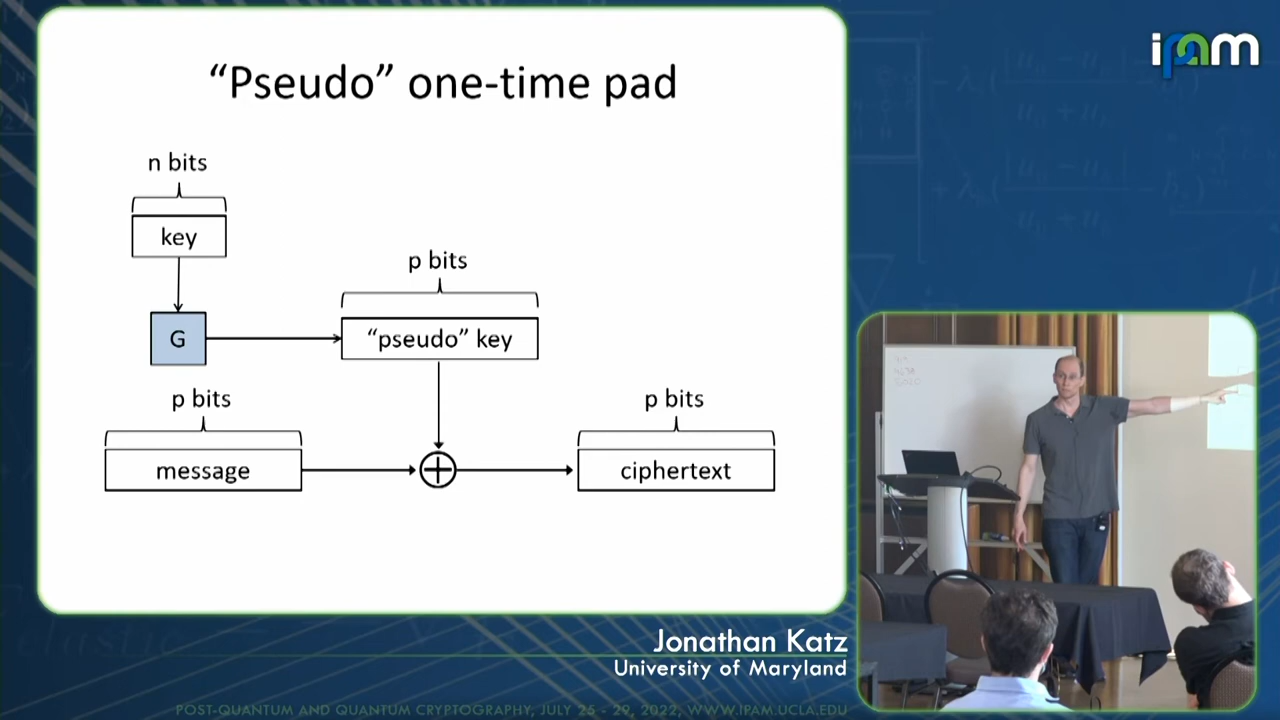 “Pseudo” one-time pad
n bits
key
p bits
G
“pseudo” key
p bits
p bits
message
ciphertext
ipam
Jonathan Katz
University of Maryland
POST-QUANTUM AND QUANTUM CRYPTOGRAPHY, JULY 25 - 29, 2022, WWW.IPAM.UCLA.EDU